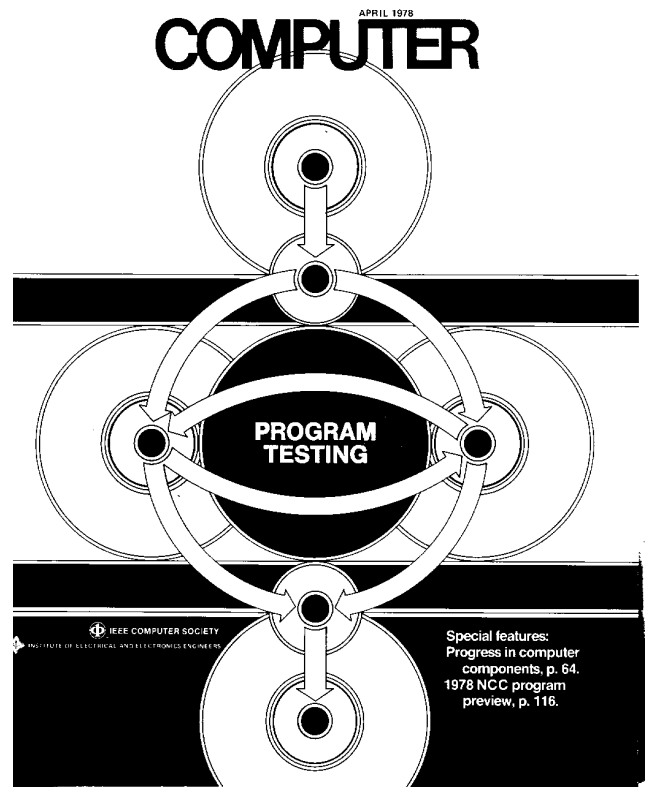 APRIL 1978
COMPUTER
PROGRAM
TESTING
IEEE COMPUTER SOCIETY
INSTITUTE OF ELECTRICAL AND ELECTRONICS ENGINEERS
Special features:
Progress in computer
components, p. 64.
1978 NCC program
preview, p. 116.